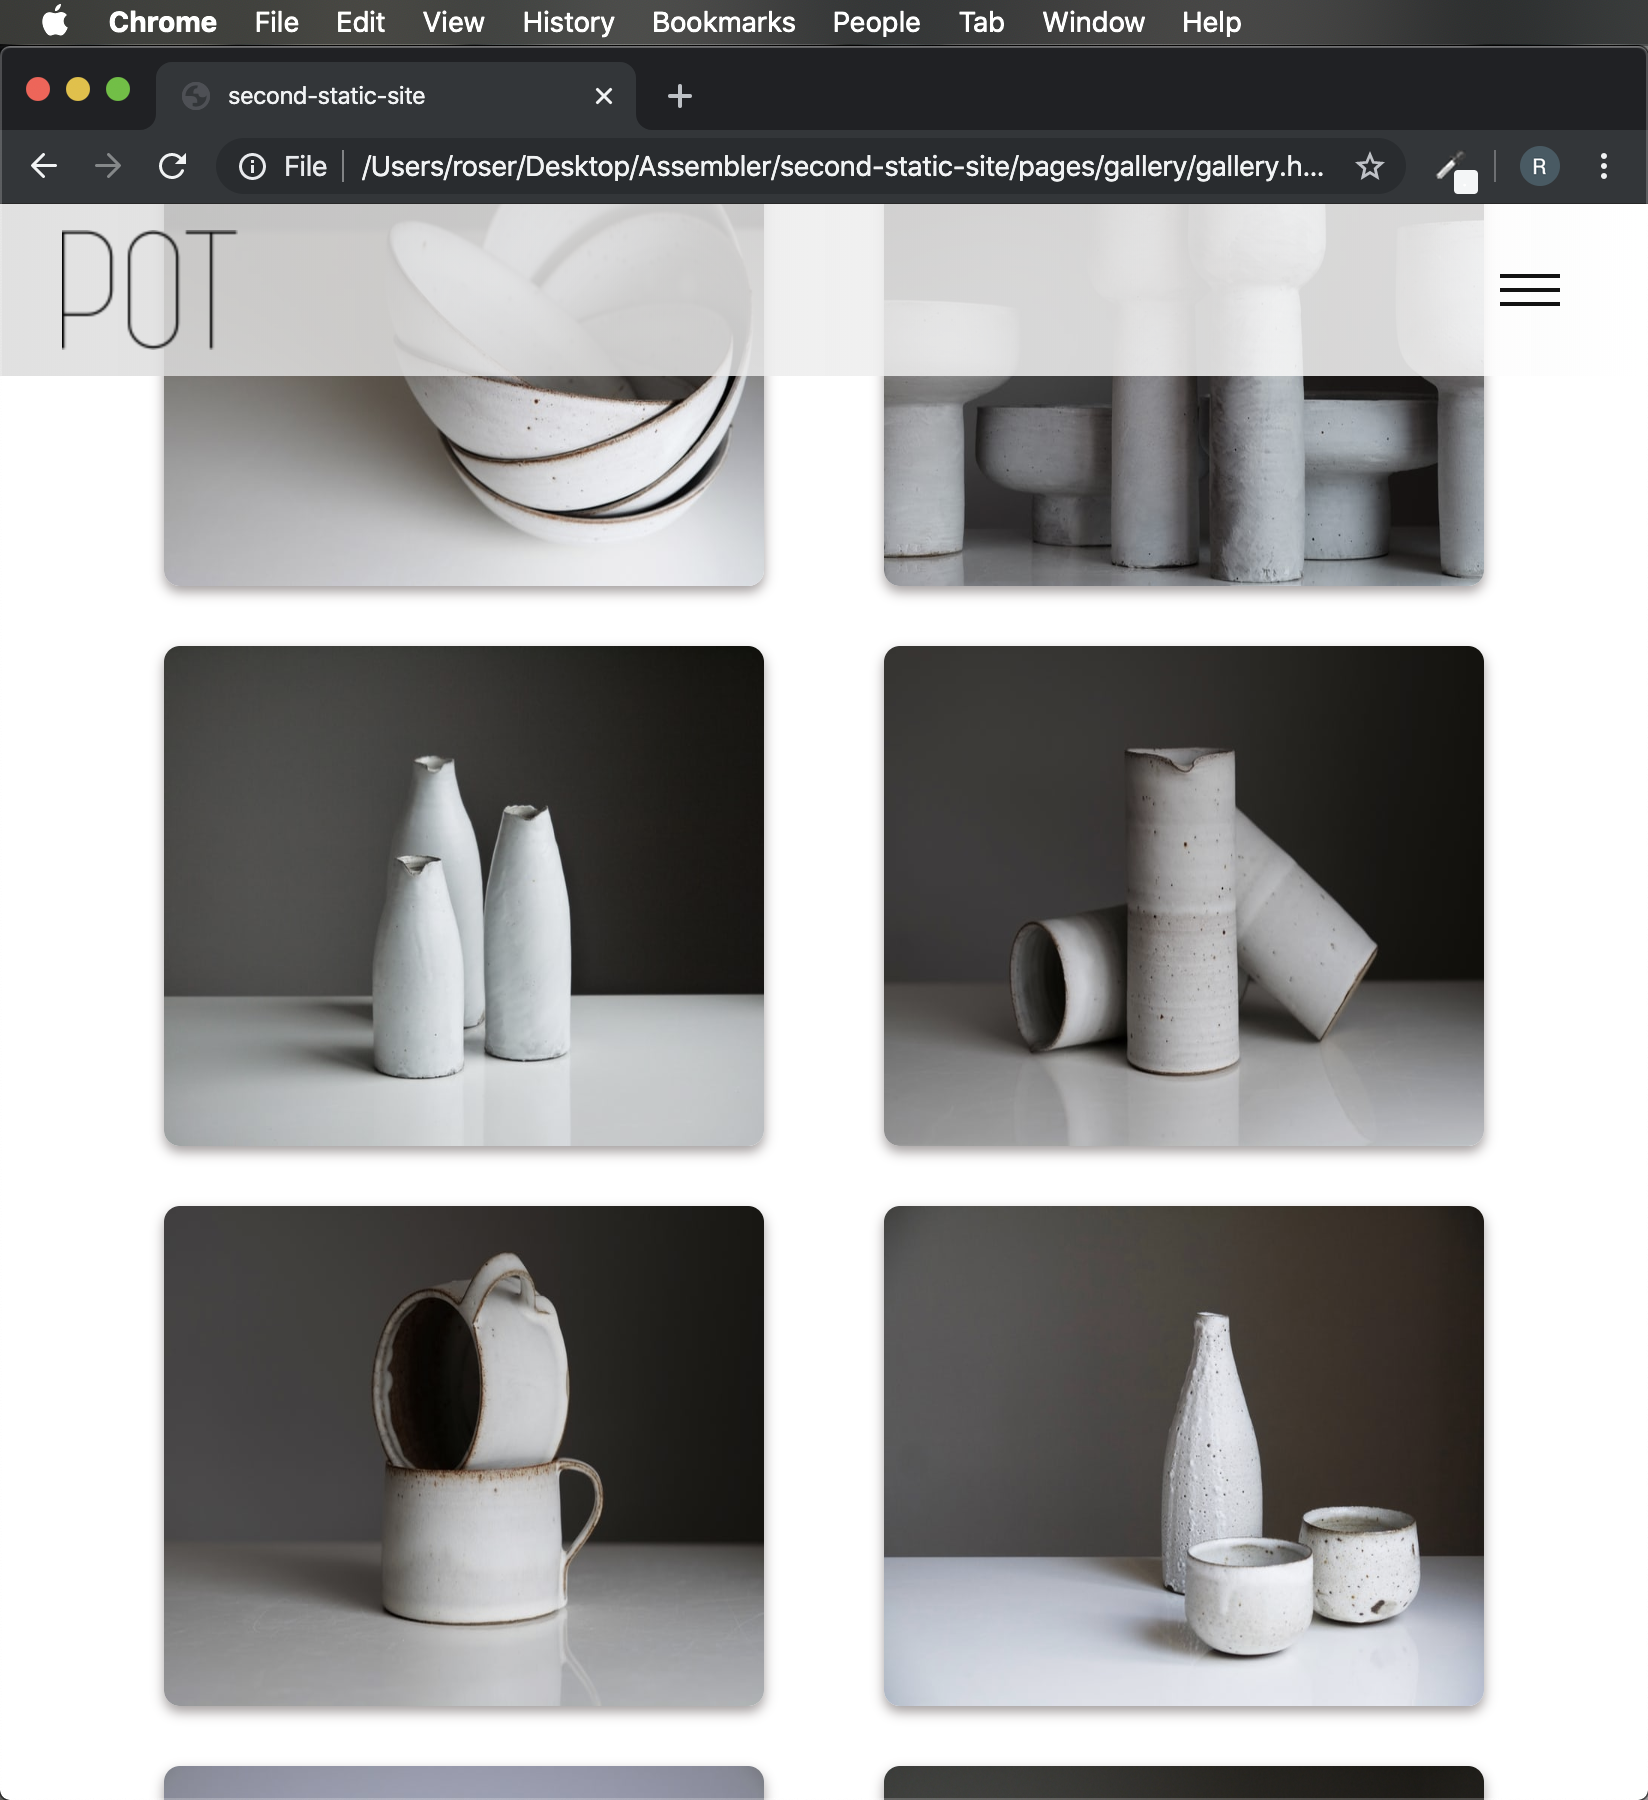 Chrome File Edit View History Bookmarks People Tab Window Help
second-static-site
File /Users/roser/Desktop/Assembler/second-static-site/pages/gallery/gallery.h...
R
POT